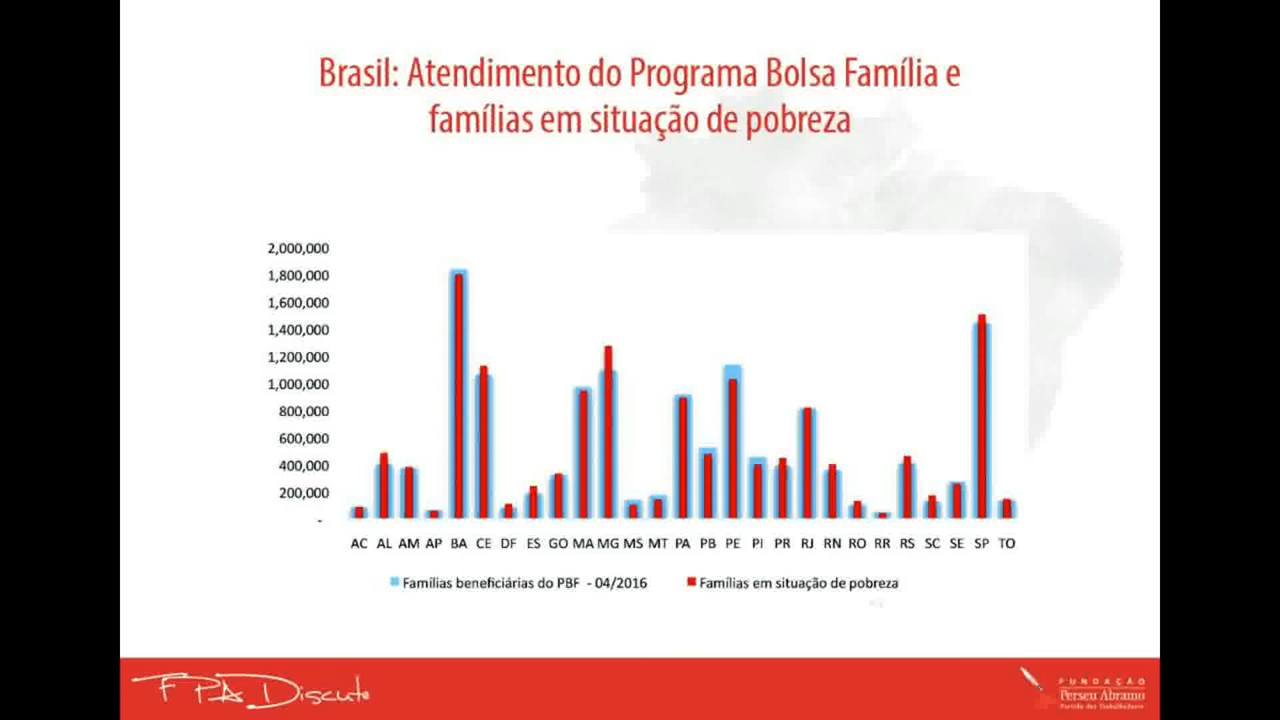 Brasil: Atendimento do Programa Bolsa Família e
famílias em situação de pobreza
2,000,000
1,800,000
1,600,000
1,400,000
1,200,000
1,000,000
800,000
600,000
400,000
200,000
-
AC AL AM AP BA CE DF ES GO MA MG MS MT PA PB PE PI PR RJ RN RO RR RS SC SE SP TO
Famílias beneficiárias do PBF - 04/2016 Famílias em situação de pobreza
FPA Discute
FUNDAÇÃO
Perseu Abramo
Partido dos Trabalhadores